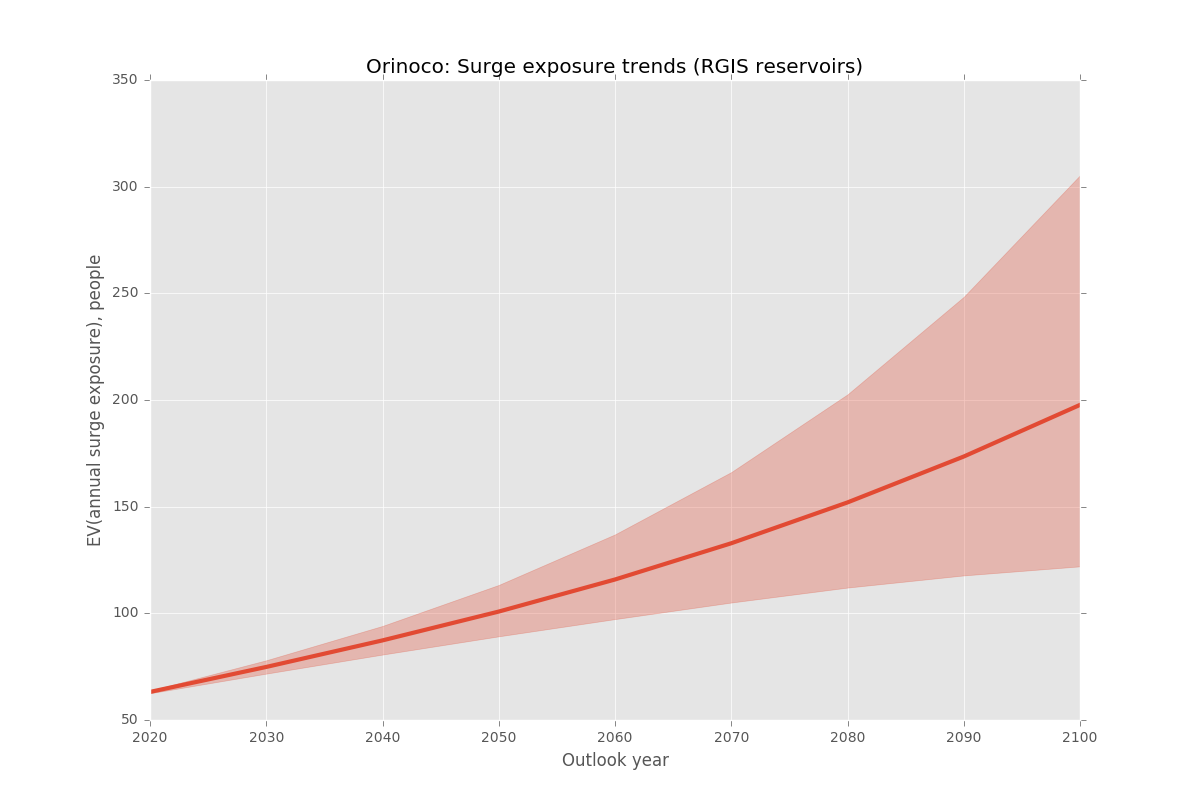 Orinoco: Surge exposure trends (RGIS reservoirs)
350
300
250
200
150
100
50
EV(annual surge exposure), people
2020 2030 2040 2050 2060 2070 2080 2090 2100
Outlook year